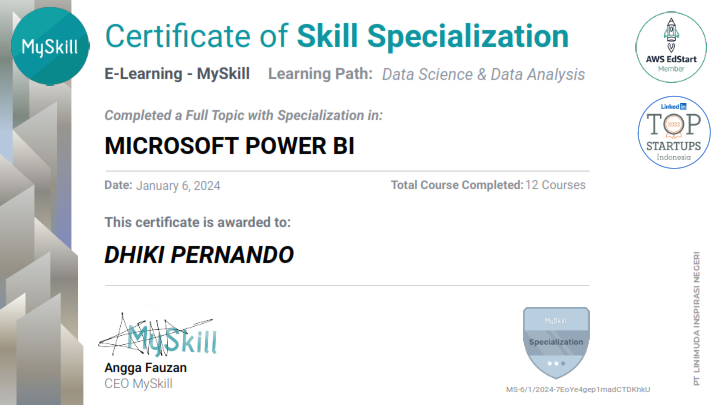 MySkill
Certificate of Skill Specialization
E-Learning - MySkill Learning Path: Data Science & Data Analysis
Completed a Full Topic with Specialization in:
MICROSOFT POWER BI
Date: January 6, 2024 Total Course Completed: 12 Courses
This certificate is awarded to:
DHIKI PERNANDO
MySkill
Angga Fauzan
CEO MySkill
MySkill
Specialization
MS-6/1/2024-7EoYe4gep1madCTDKhkU
AWS EdStart
Member
LinkedIn
TOP
STARTUPS
Indonesia
PT LINIMUDA INSPIRASI NEGERI